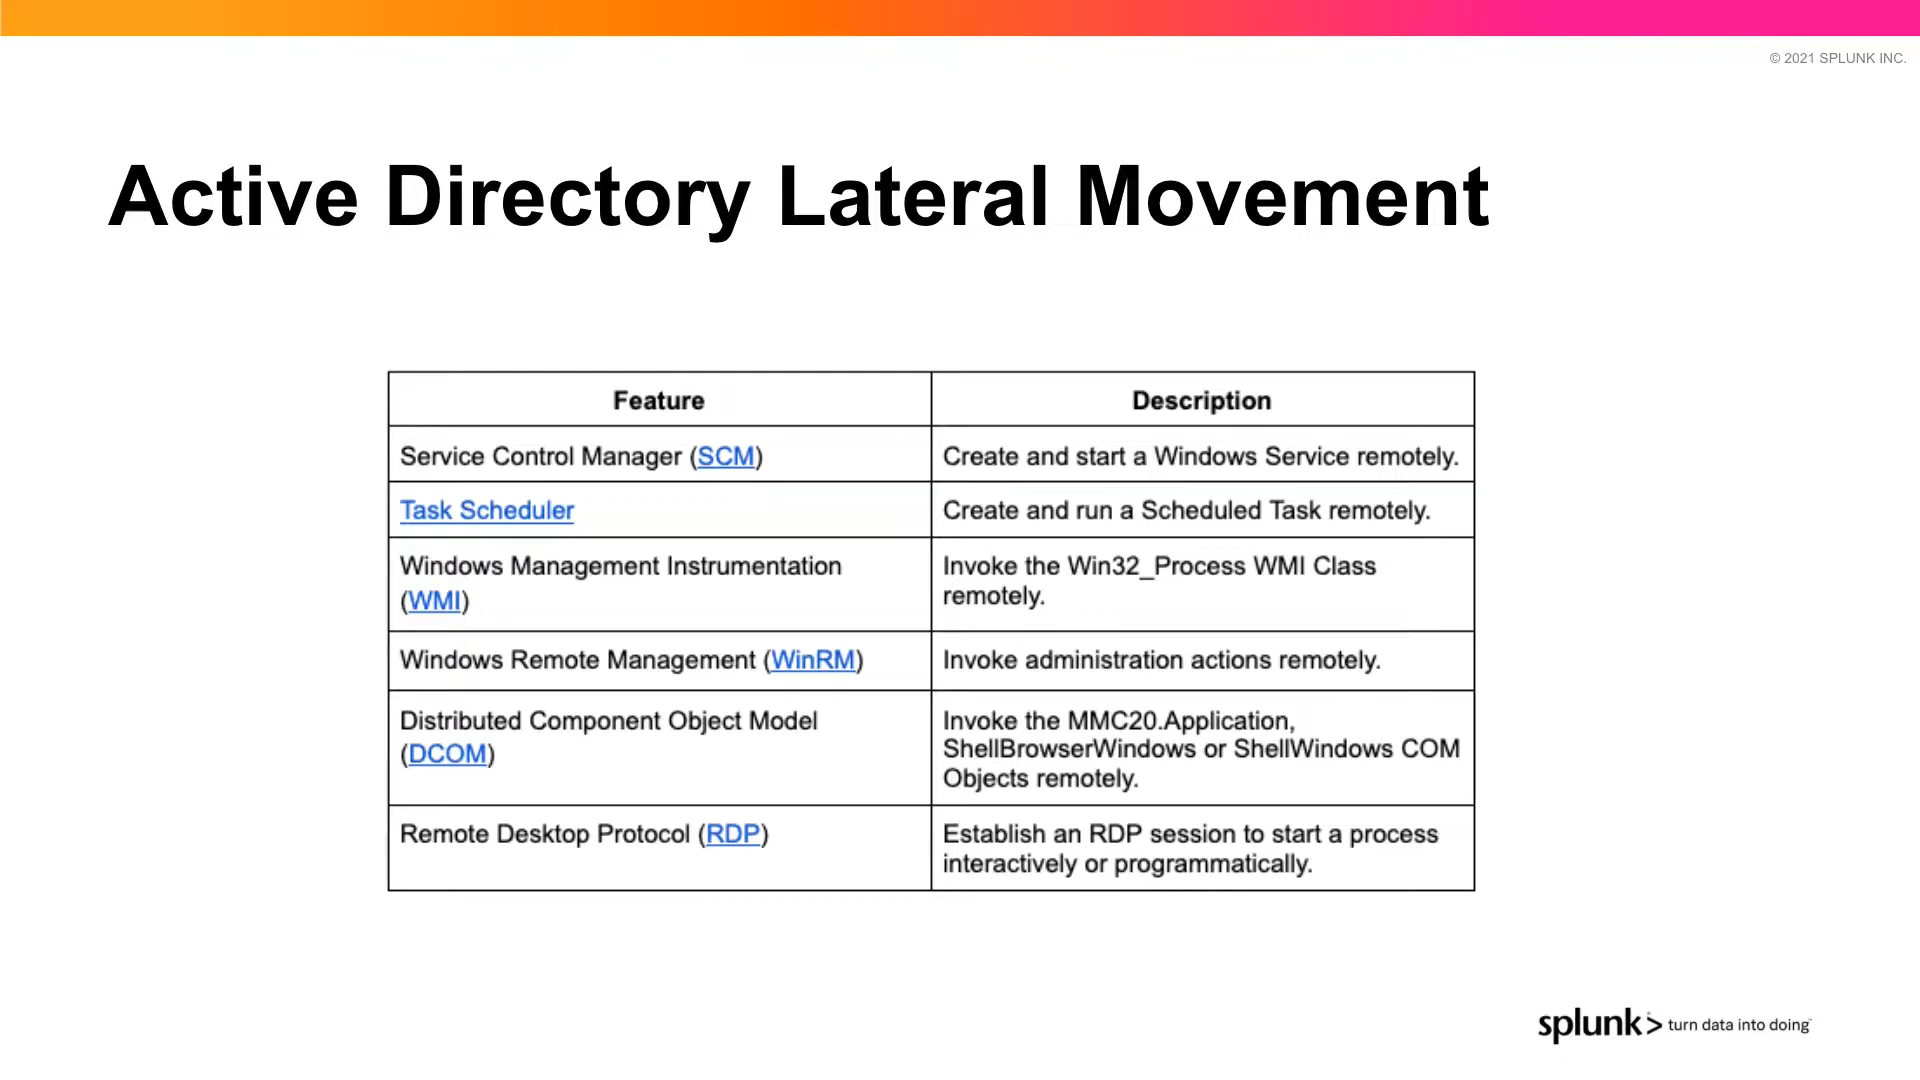 © 2021 SPLUNK INC.
Active Directory Lateral Movement
Feature
Description
Service Control Manager (SCM)
Create and start a Windows Service remotely.
Task Scheduler
Create and run a Scheduled Task remotely.
Windows Management Instrumentation
(WMI)
Invoke the Win32_Process WMI Class
remotely.
Windows Remote Management (WinRM)
Invoke administration actions remotely.
Distributed Component Object Model
(DCOM)
Invoke the MMC20.Application,
ShellBrowserWindows or ShellWindows COM
Objects remotely.
Remote Desktop Protocol (RDP)
Establish an RDP session to start a process
interactively or programmatically.
splunk> turn data into doing™